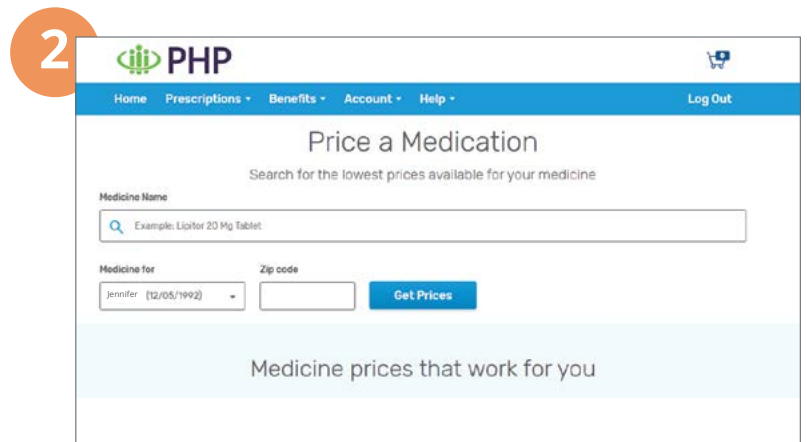 2
PHP
0
Home Prescriptions Benefits Account Help Log Out
Price a Medication
Search for the lowest prices available for your medicine
Medicine Name
Example: Lipitor 20 Mg Tablet
Medicine for Zip code
Jennifer (12/05/1992) Get Prices
Medicine prices that work for you